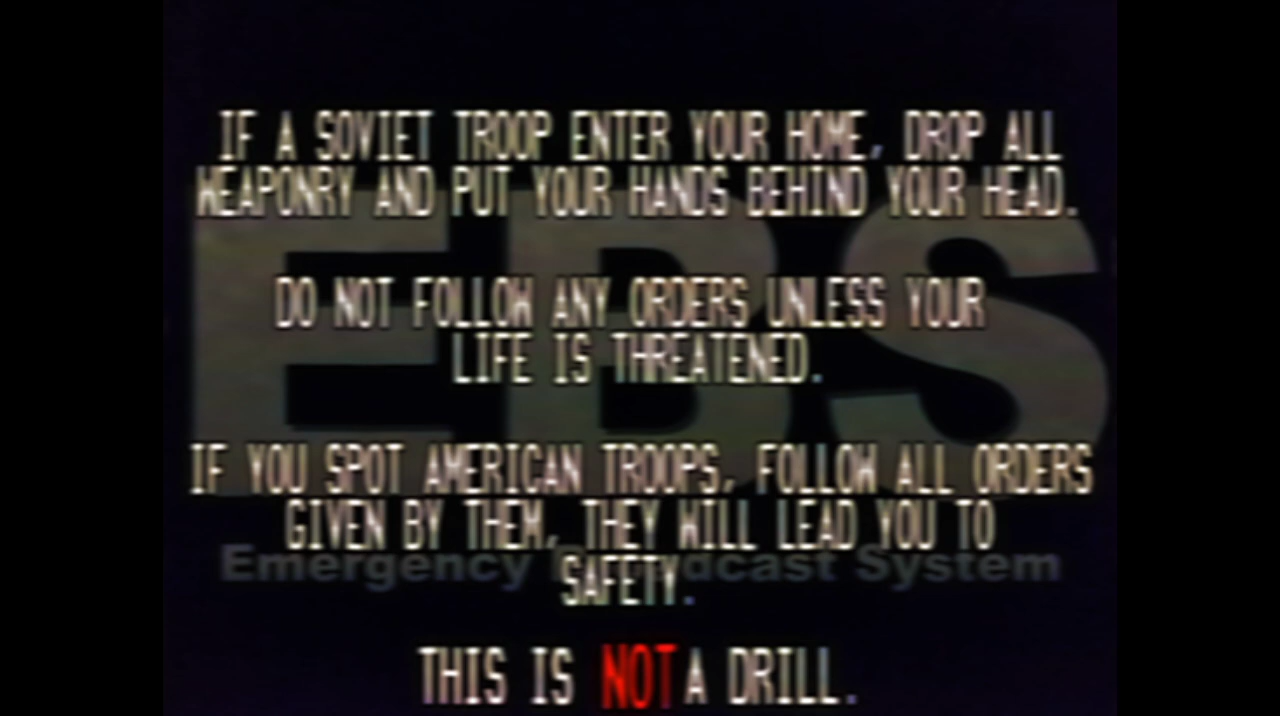 IF A SOVIET TROOP ENTER YOUR HOME, DROP ALL
WEAPONRY AND PUT YOUR HANDS BEHIND YOUR HEAD.
EBS
DO NOT FOLLOW ANY ORDERS UNLESS YOUR
LIFE IS THREATENED.
IF YOU SPOT AMERICAN TROOPS, FOLLOW ALL ORDERS
GIVEN BY THEM, THEY WILL LEAD YOU TO
Emergency Broadcast System
SAFETY.
THIS IS NOT A DRILL.